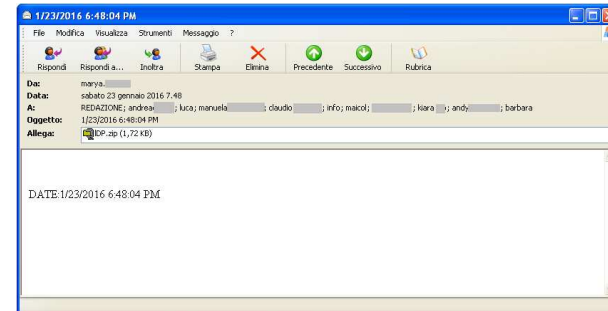 1/23/2016 6:48:04 PM
File Modifica Visualizza Strumenti Messaggio ?
Rispondi Rispondi a... Inoltra Stampa Elimina Precedente Successivo Rubrica
Da: marya.
Data: sabato 23 gennaio 2016 7.48
A: REDAZIONE; andrea ; luca; manuela ; claudio ; info; maicol; ; kiara ; andy ; barbara
Oggetto: 1/23/2016 6:48:04 PM
Allega: IDP.zip (1,72 KB)
DATE:1/23/2016 6:48:04 PM